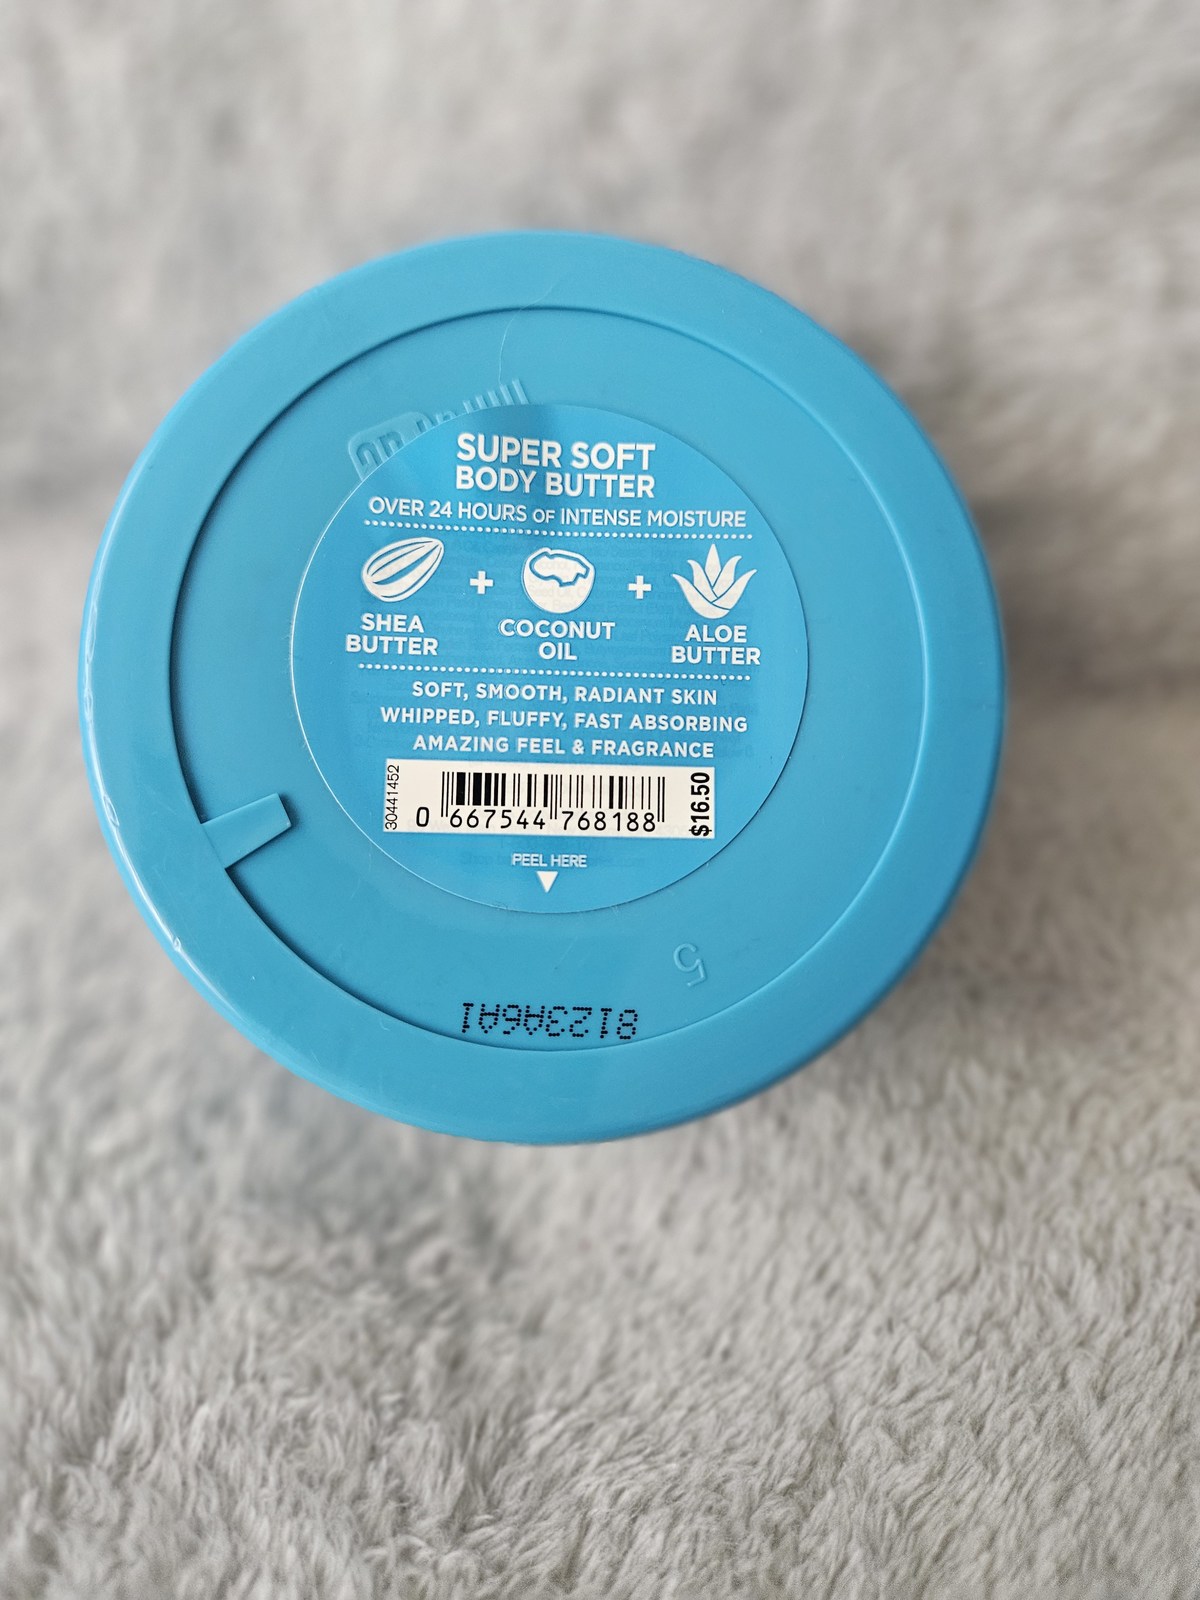 SUPER SOFT
BODY BUTTER
OVER 24 HOURS OF INTENSE MOISTURE
SHEA BUTTER + COCONUT OIL + ALOE BUTTER
SOFT, SMOOTH, RADIANT SKIN
WHIPPED, FLUFFY, FAST ABSORBING
AMAZING FEEL & FRAGRANCE
30441452
0 667544 768188
$16.50
PEEL HERE
5
8123A6A1